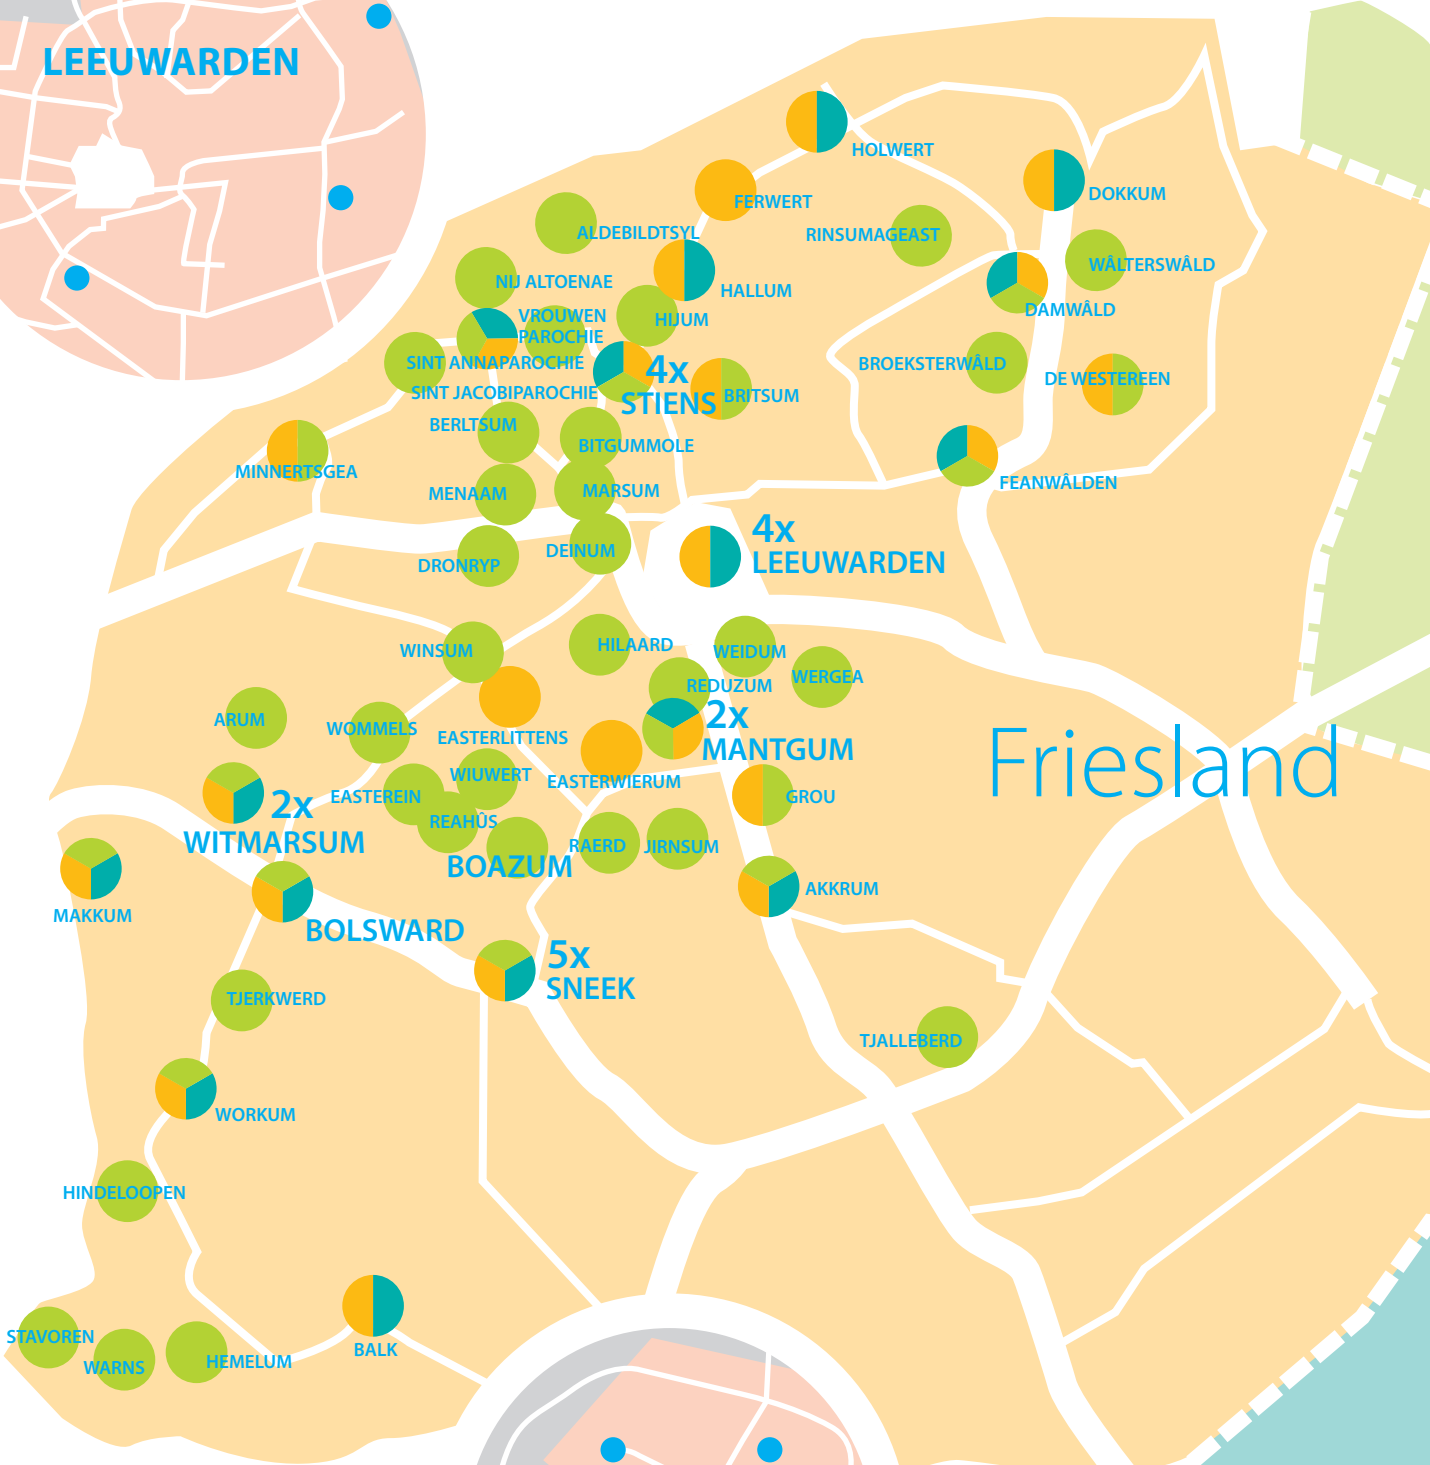 LEEUWARDEN
HOLWERT
DOKKUM
FERWERT
ALDEBILDTSYL
RINSUMAGEAST
WÂLTERSWÂLD
NIJ ALTOENAE
HALLUM
DAMWÂLD
VROUWEN
PAROCHIE
HIJUM
SINT ANNAPAROCHIE
BROEKSTERWÂLD
4x
STIENS
DE WESTEREEN
SINT JACOBIPAROCHIE
BRITSUM
BERLTSUM
BITGUMMOLE
MINNERTSGEA
FEANWÂLDEN
MENAAM
MARSUM
4x
LEEUWARDEN
DEINUM
DRONRYP
WINSUM
HILAARD
WEIDUM
WERGEA
REDUZUM
ARUM
WOMMELS
EASTERLITTENS
2x
MANTGUM
Friesland
WIUWERT
EASTERWIERUM
EASTEREIN
GROU
2x
WITMARSUM
REAHÛS
RAERD
JIRNSUM
BOAZUM
AKKRUM
MAKKUM
BOLSWARD
5x
SNEEK
TJERKWERD
TJALLEBERD
WORKUM
HINDELOOPEN
STAVOREN
WARNS
HEMELUM
BALK